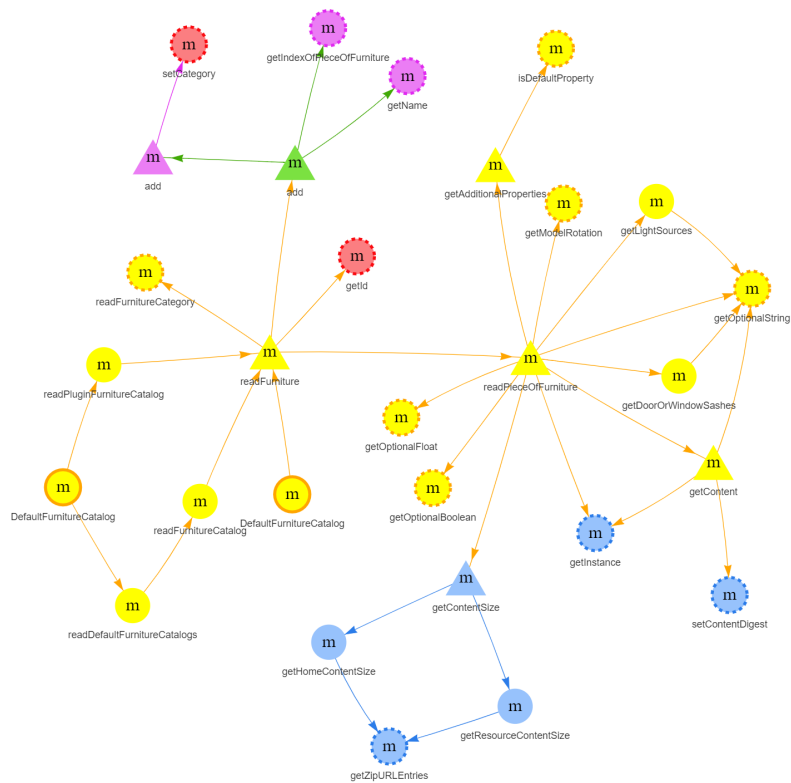 m
getIndexOfPieceOfFurniture
m
setCategory
m
isDefaultProperty
m
getName
m
add
m
add
m
getAdditionalProperties
m
getLightSources
m
getModelRotation
m
getId
m
readFurnitureCategory
m
getOptionalString
m
readFurniture
m
readPieceOfFurniture
m
readPluginFurnitureCatalog
m
getDoorOrWindowSashes
m
getOptionalFloat
m
getContent
m
DefaultFurnitureCatalog
m
getOptionalBoolean
m
DefaultFurnitureCatalog
m
readFurnitureCatalog
m
getInstance
m
getContentSize
m
setContentDigest
m
readDefaultFurnitureCatalogs
m
getHomeContentSize
m
getResourceContentSize
m
getZipURLEntries